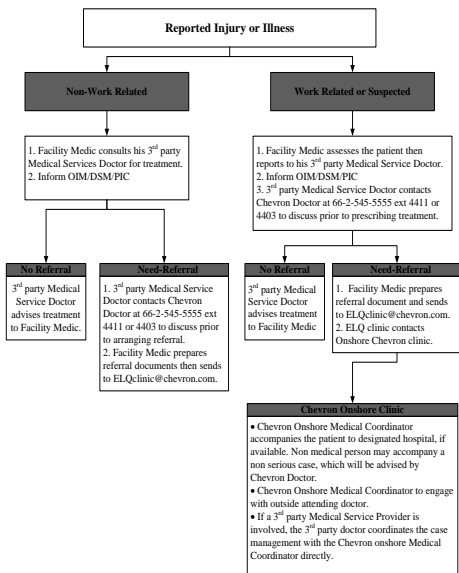 Reported Injury or Illness
Non-Work Related
Work Related or Suspected
1. Facility Medic consults his 3rd party
Medical Services Doctor for treatment.
2. Inform OIM/DSM/PIC
1. Facility Medic assesses the patient then
reports to his 3rd party Medical Service Doctor.
2. Inform OIM/DSM/PIC
3. 3rd party Medical Service Doctor contacts
Chevron Doctor at 66-2-545-5555 ext 4411 or
4403 to discuss prior to prescribing treatment.
No Referral
3rd party Medical
Service Doctor
advises treatment
to Facility Medic.
Need-Referral
1. 3rd party Medical Service
Doctor contacts Chevron
Doctor at 66-2-545-5555 ext
4411 or 4403 to discuss prior
to arranging referral.
2. Facility Medic prepares
referral documents then sends
to ELQclinic@chevron.com.
No Referral
3rd party Medical
Service Doctor
advises treatment
to Facility Medic
Need-Referral
1. Facility Medic prepares
referral document and sends
to ELQclinic@chevron.com.
2. ELQ clinic contacts
Onshore Chevron clinic.
Chevron Onshore Clinic
• Chevron Onshore Medical Coordinator
accompanies the patient to designated hospital, if
available. Non medical person may accompany a
non serious case, which will be advised by
Chevron Doctor.
• Chevron Onshore Medical Coordinator to engage
with outside attending doctor.
• If a 3rd party Medical Service Provider is
involved, the 3rd party doctor coordinates the case
management with the Chevron onshore Medical
Coordinator directly.